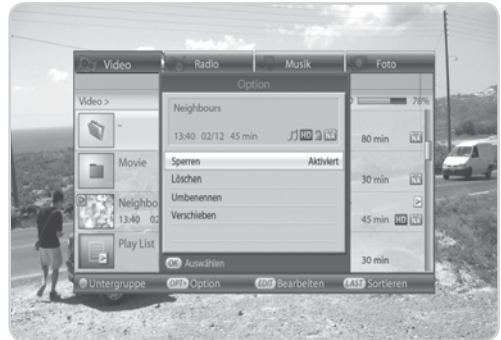 Video Radio Musik Foto
Option
78%
Video >
Neighbours
13:40 02/12 45 min HD
-
80 min
Sperren Aktiviert
Movie
30 min
Löschen
Umbenennen
Neighbo
13:40 02
45 min HD
Verschieben
Play List
30 min
OK Auswählen
Untergruppe OPT+ Option EDIT Bearbeiten LAST Sortieren